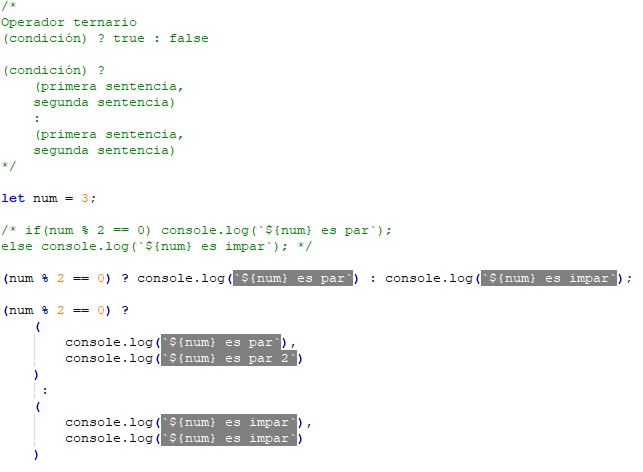 /*
Operador ternario
(condición) ? true : false

(condición) ?
    (primera sentencia,
    segunda sentencia)
    :
    (primera sentencia,
    segunda sentencia)
*/

let num = 3;

/* if(num % 2 == 0) console.log(`${num} es par`);
else console.log(`${num} es impar`); */

(num % 2 == 0) ? console.log(`${num} es par`) : console.log(`${num} es impar`);

(num % 2 == 0) ?
    (
        console.log(`${num} es par`),
        console.log(`${num} es par 2`)
    )
     :
    (
        console.log(`${num} es impar`),
        console.log(`${num} es impar`)
    )